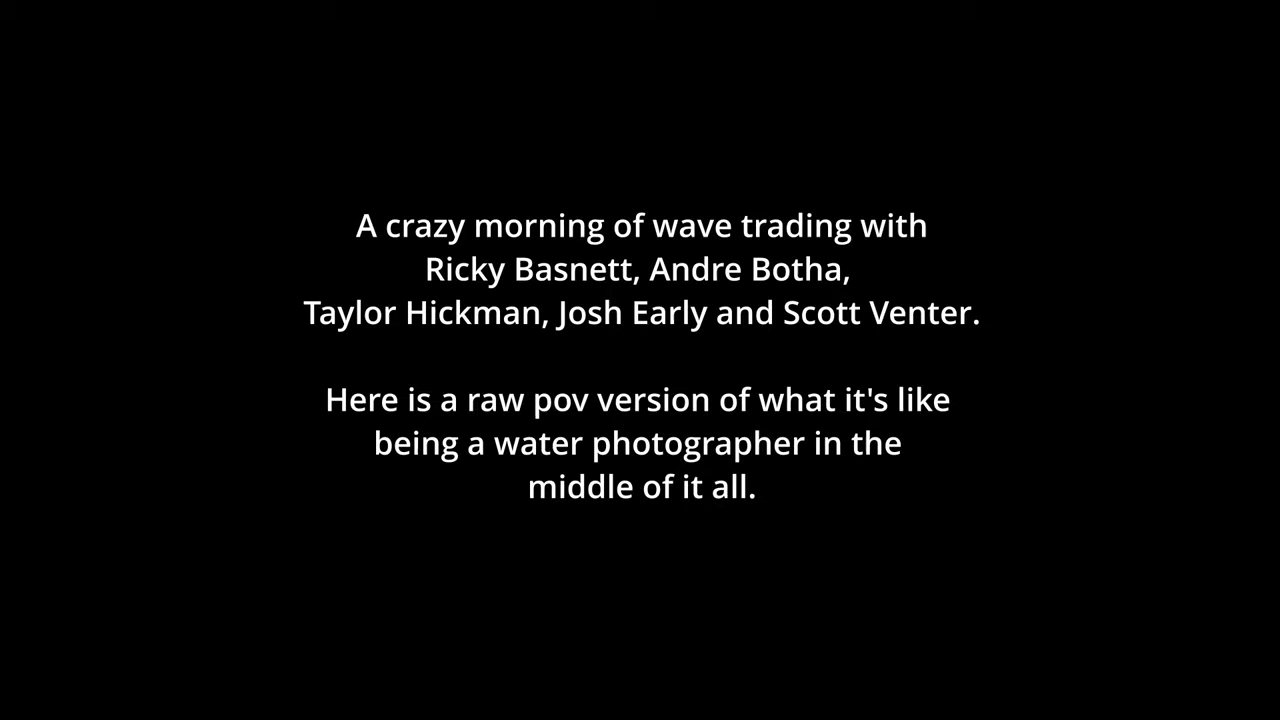 A crazy morning of wave trading with
Ricky Basnett, Andre Botha,
Taylor Hickman, Josh Early and Scott Venter.
Here is a raw pov version of what it's like
being a water photographer in the
middle of it all.